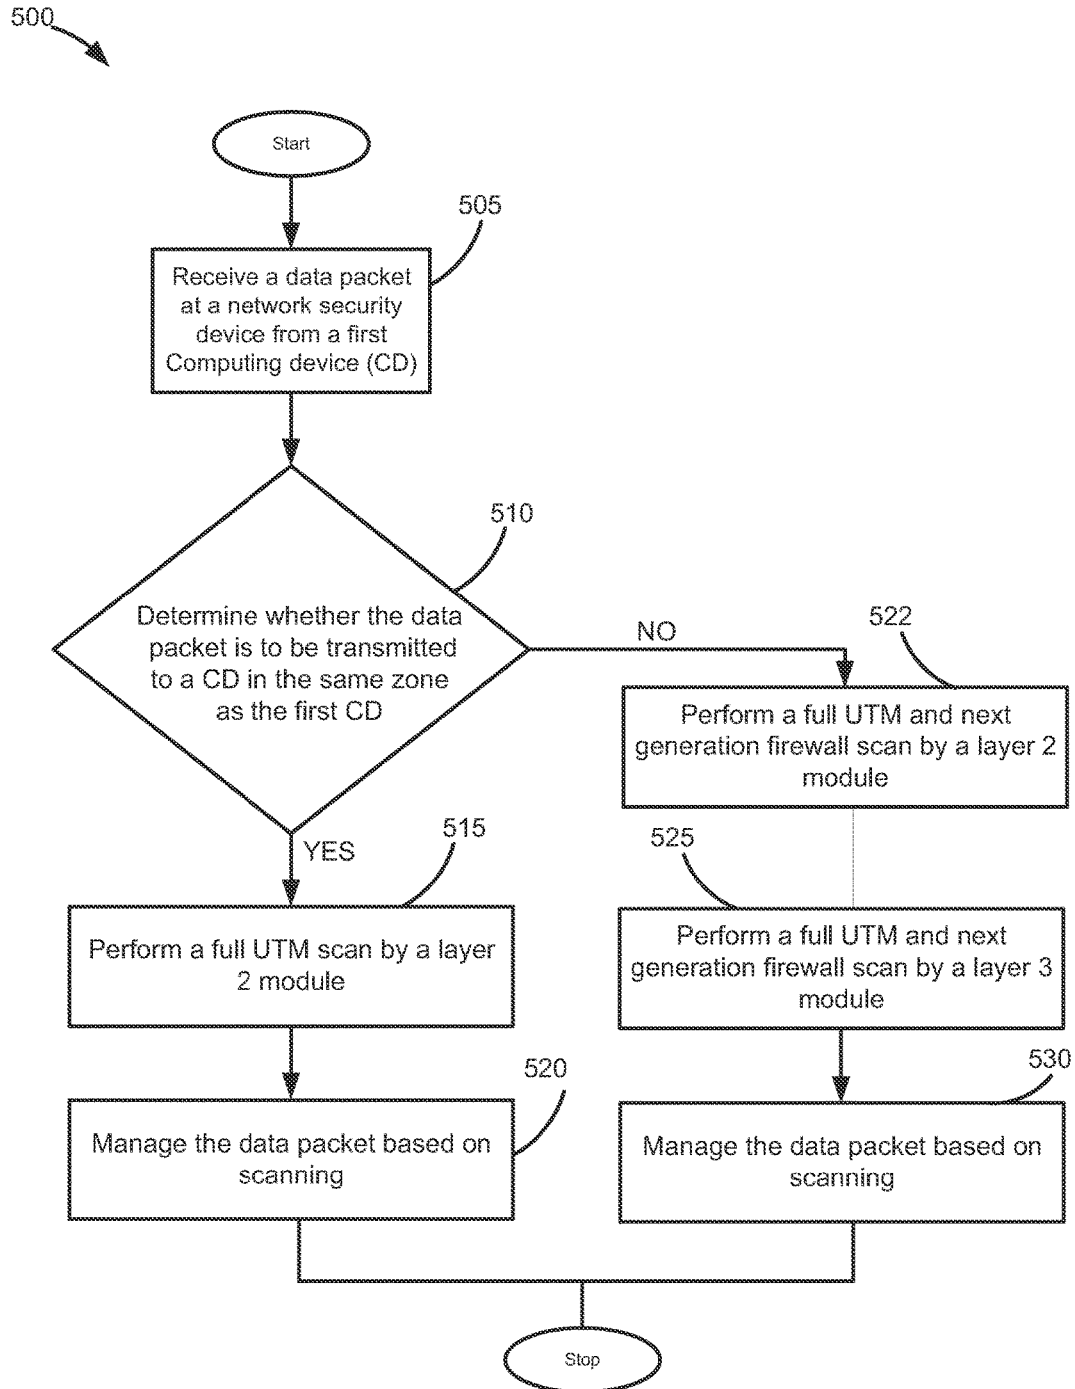 500
Start
505
Receive a data packet
at a network security
device from a first
Computing device (CD)
510
Determine whether the data
packet is to be transmitted
to a CD in the same zone
as the first CD
NO
522
Perform a full UTM and next
generation firewall scan by a layer 2
module
YES
515
Perform a full UTM scan by a layer
2 module
525
Perform a full UTM and next
generation firewall scan by a layer 3
module
520
Manage the data packet based on
scanning
530
Manage the data packet based on
scanning
Stop